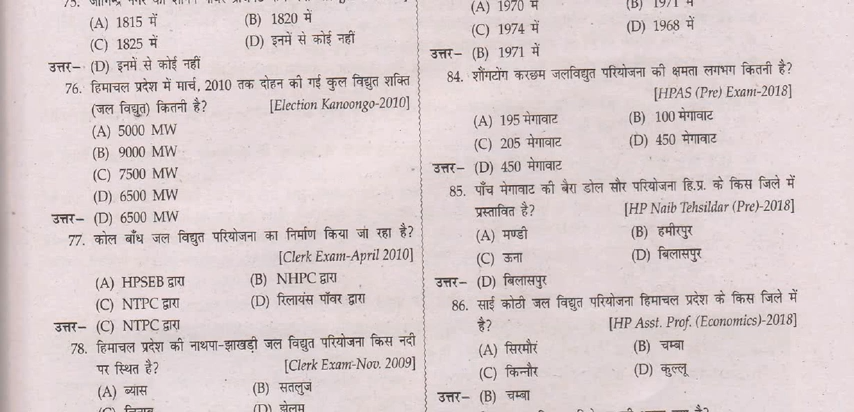 (A) 1815 में (B) 1820 में
(C) 1825 में (D) इनमें से कोई नहीं
उत्तर– (D) इनमें से कोई नहीं
76. हिमाचल प्रदेश में मार्च, 2010 तक दोहन की गई कुल विद्युत शक्ति
(जल विद्युत) कितनी है? [Election Kanoongo-2010]
(A) 5000 MW
(B) 9000 MW
(C) 7500 MW
(D) 6500 MW
उत्तर– (D) 6500 MW
77. कोल बाँध जल विद्युत परियोजना का निर्माण किया जा रहा है?
[Clerk Exam-April 2010]
(A) HPSEB द्वारा (B) NHPC द्वारा
(C) NTPC द्वारा (D) रिलायंस पॉवर द्वारा
उत्तर– (C) NTPC द्वारा
78. हिमाचल प्रदेश की नाथपा-झाखड़ी जल विद्युत परियोजना किस नदी
पर स्थित है? [Clerk Exam-Nov. 2009]
(A) व्यास (B) सतलुज
(D) झेलम
(A) 1970 में (B) 1971 में
(C) 1974 में (D) 1968 में
उत्तर– (B) 1971 में
84. शौंगटोंग करछम जलविद्युत परियोजना की क्षमता लगभग कितनी है?
[HPAS (Pre) Exam-2018]
(A) 195 मेगावाट (B) 100 मेगावाट
(C) 205 मेगावाट (D) 450 मेगावाट
उत्तर– (D) 450 मेगावाट
85. पाँच मेगावाट की बैरा डोल सौर परियोजना हि.प्र. के किस जिले में
प्रस्तावित है? [HP Naib Tehsildar (Pre)-2018]
(A) मण्डी (B) हमीरपुर
(C) ऊना (D) बिलासपुर
उत्तर– (D) बिलासपुर
86. साई कोठी जल विद्युत परियोजना हिमाचल प्रदेश के किस जिले में
है? [HP Asst. Prof. (Economics)-2018]
(A) सिरमौर (B) चम्बा
(C) किन्नौर (D) कुल्लू
उत्तर– (B) चम्बा